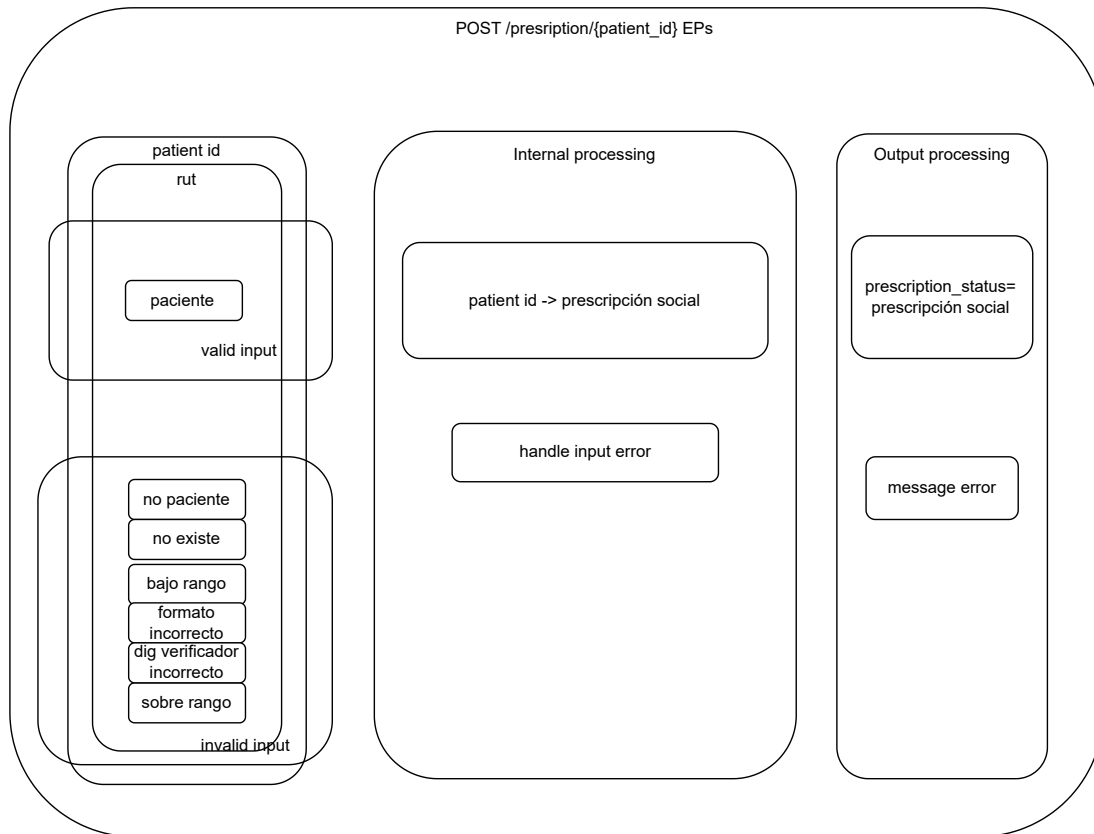 POST /presription/{patient_id} EPs
patient id
rut
paciente
valid input
no paciente
no existe
bajo rango
formato
incorrecto
dig verificador
incorrecto
sobre rango
invalid input
Internal processing
patient id -> prescripción social
handle input error
Output processing
prescription_status=
prescripción social
message error